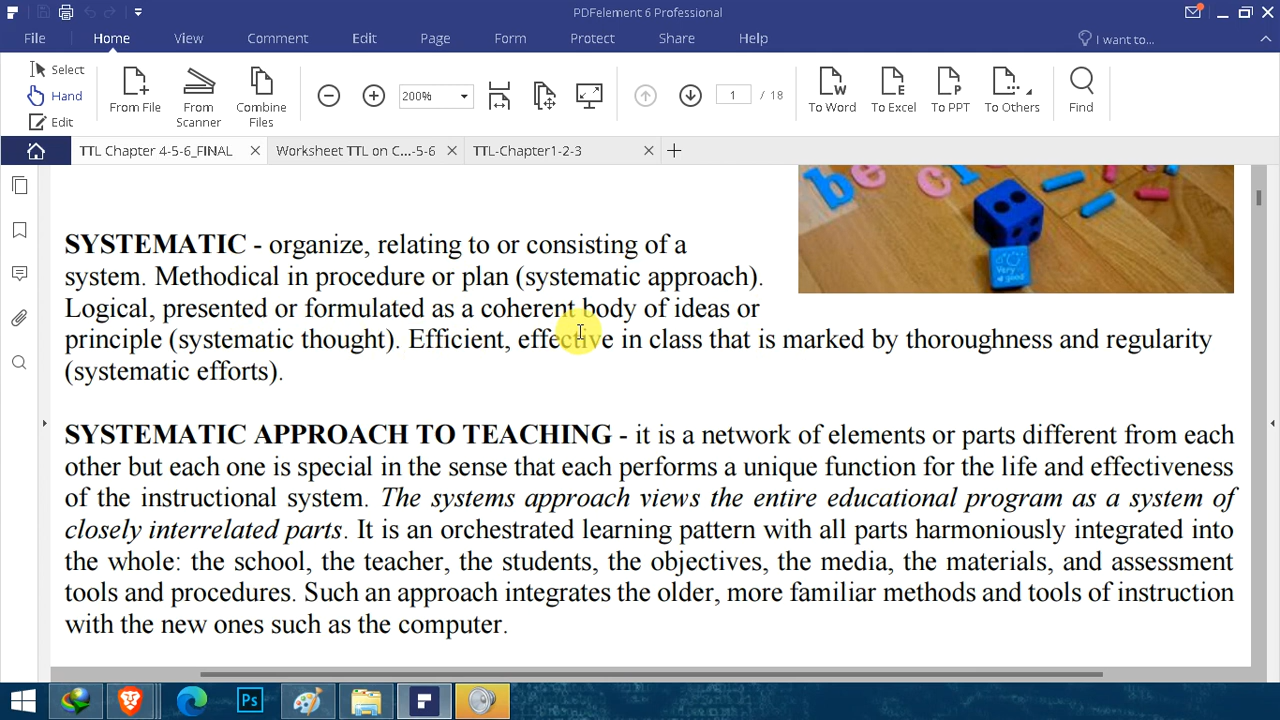 PDFelement 6 Professional
File Home View Comment Edit Page Form Protect Share Help I want to...
Select
Hand
Edit
From File
From Scanner
Combine Files
200%
1 / 18
To Word
To Excel
To PPT
To Others
Find
TTL Chapter 4-5-6_FINAL
Worksheet TTL on C...-5-6
TTL-Chapter1-2-3
b e c
Very good
SYSTEMATIC - organize, relating to or consisting of a
system. Methodical in procedure or plan (systematic approach).
Logical, presented or formulated as a coherent body of ideas or
principle (systematic thought). Efficient, effective in class that is marked by thoroughness and regularity
(systematic efforts).
SYSTEMATIC APPROACH TO TEACHING - it is a network of elements or parts different from each
other but each one is special in the sense that each performs a unique function for the life and effectiveness
of the instructional system. The systems approach views the entire educational program as a system of
closely interrelated parts. It is an orchestrated learning pattern with all parts harmoniously integrated into
the whole: the school, the teacher, the students, the objectives, the media, the materials, and assessment
tools and procedures. Such an approach integrates the older, more familiar methods and tools of instruction
with the new ones such as the computer.
Ps